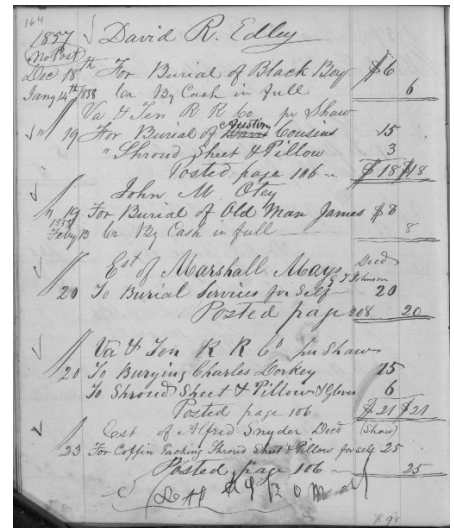 164
1857 David R. Edley
No Post
Dec 18th For Burial of Black Boy $6
Jany 14th 1858 Cr By Cash in full 6
Va & Ten R R Co pr Shaw
" 19 For Burial of Austin Cousins 15
" Shroud Sheet & Pillow 3
Posted page 106 $18 $18
John M Otey
" 19 For Burial of Old Man James $8
1858
Feby 13 Cr By Cash in full 8
Est of Marshall Mays Decd
20 To Burial Services for Self 20
Posted page 208 20
Va & Ten R R Co pr Shaw
20 To Burying Charles Dorkey 15
To Shroud Sheet & Pillow & Gloves 6
Posted page 106 $21 $21
Est of Alfred Snyder Decd (Shaw)
23 For Coffin Packing Shroud Sheet & Pillow for self 25
Posted page 106 25